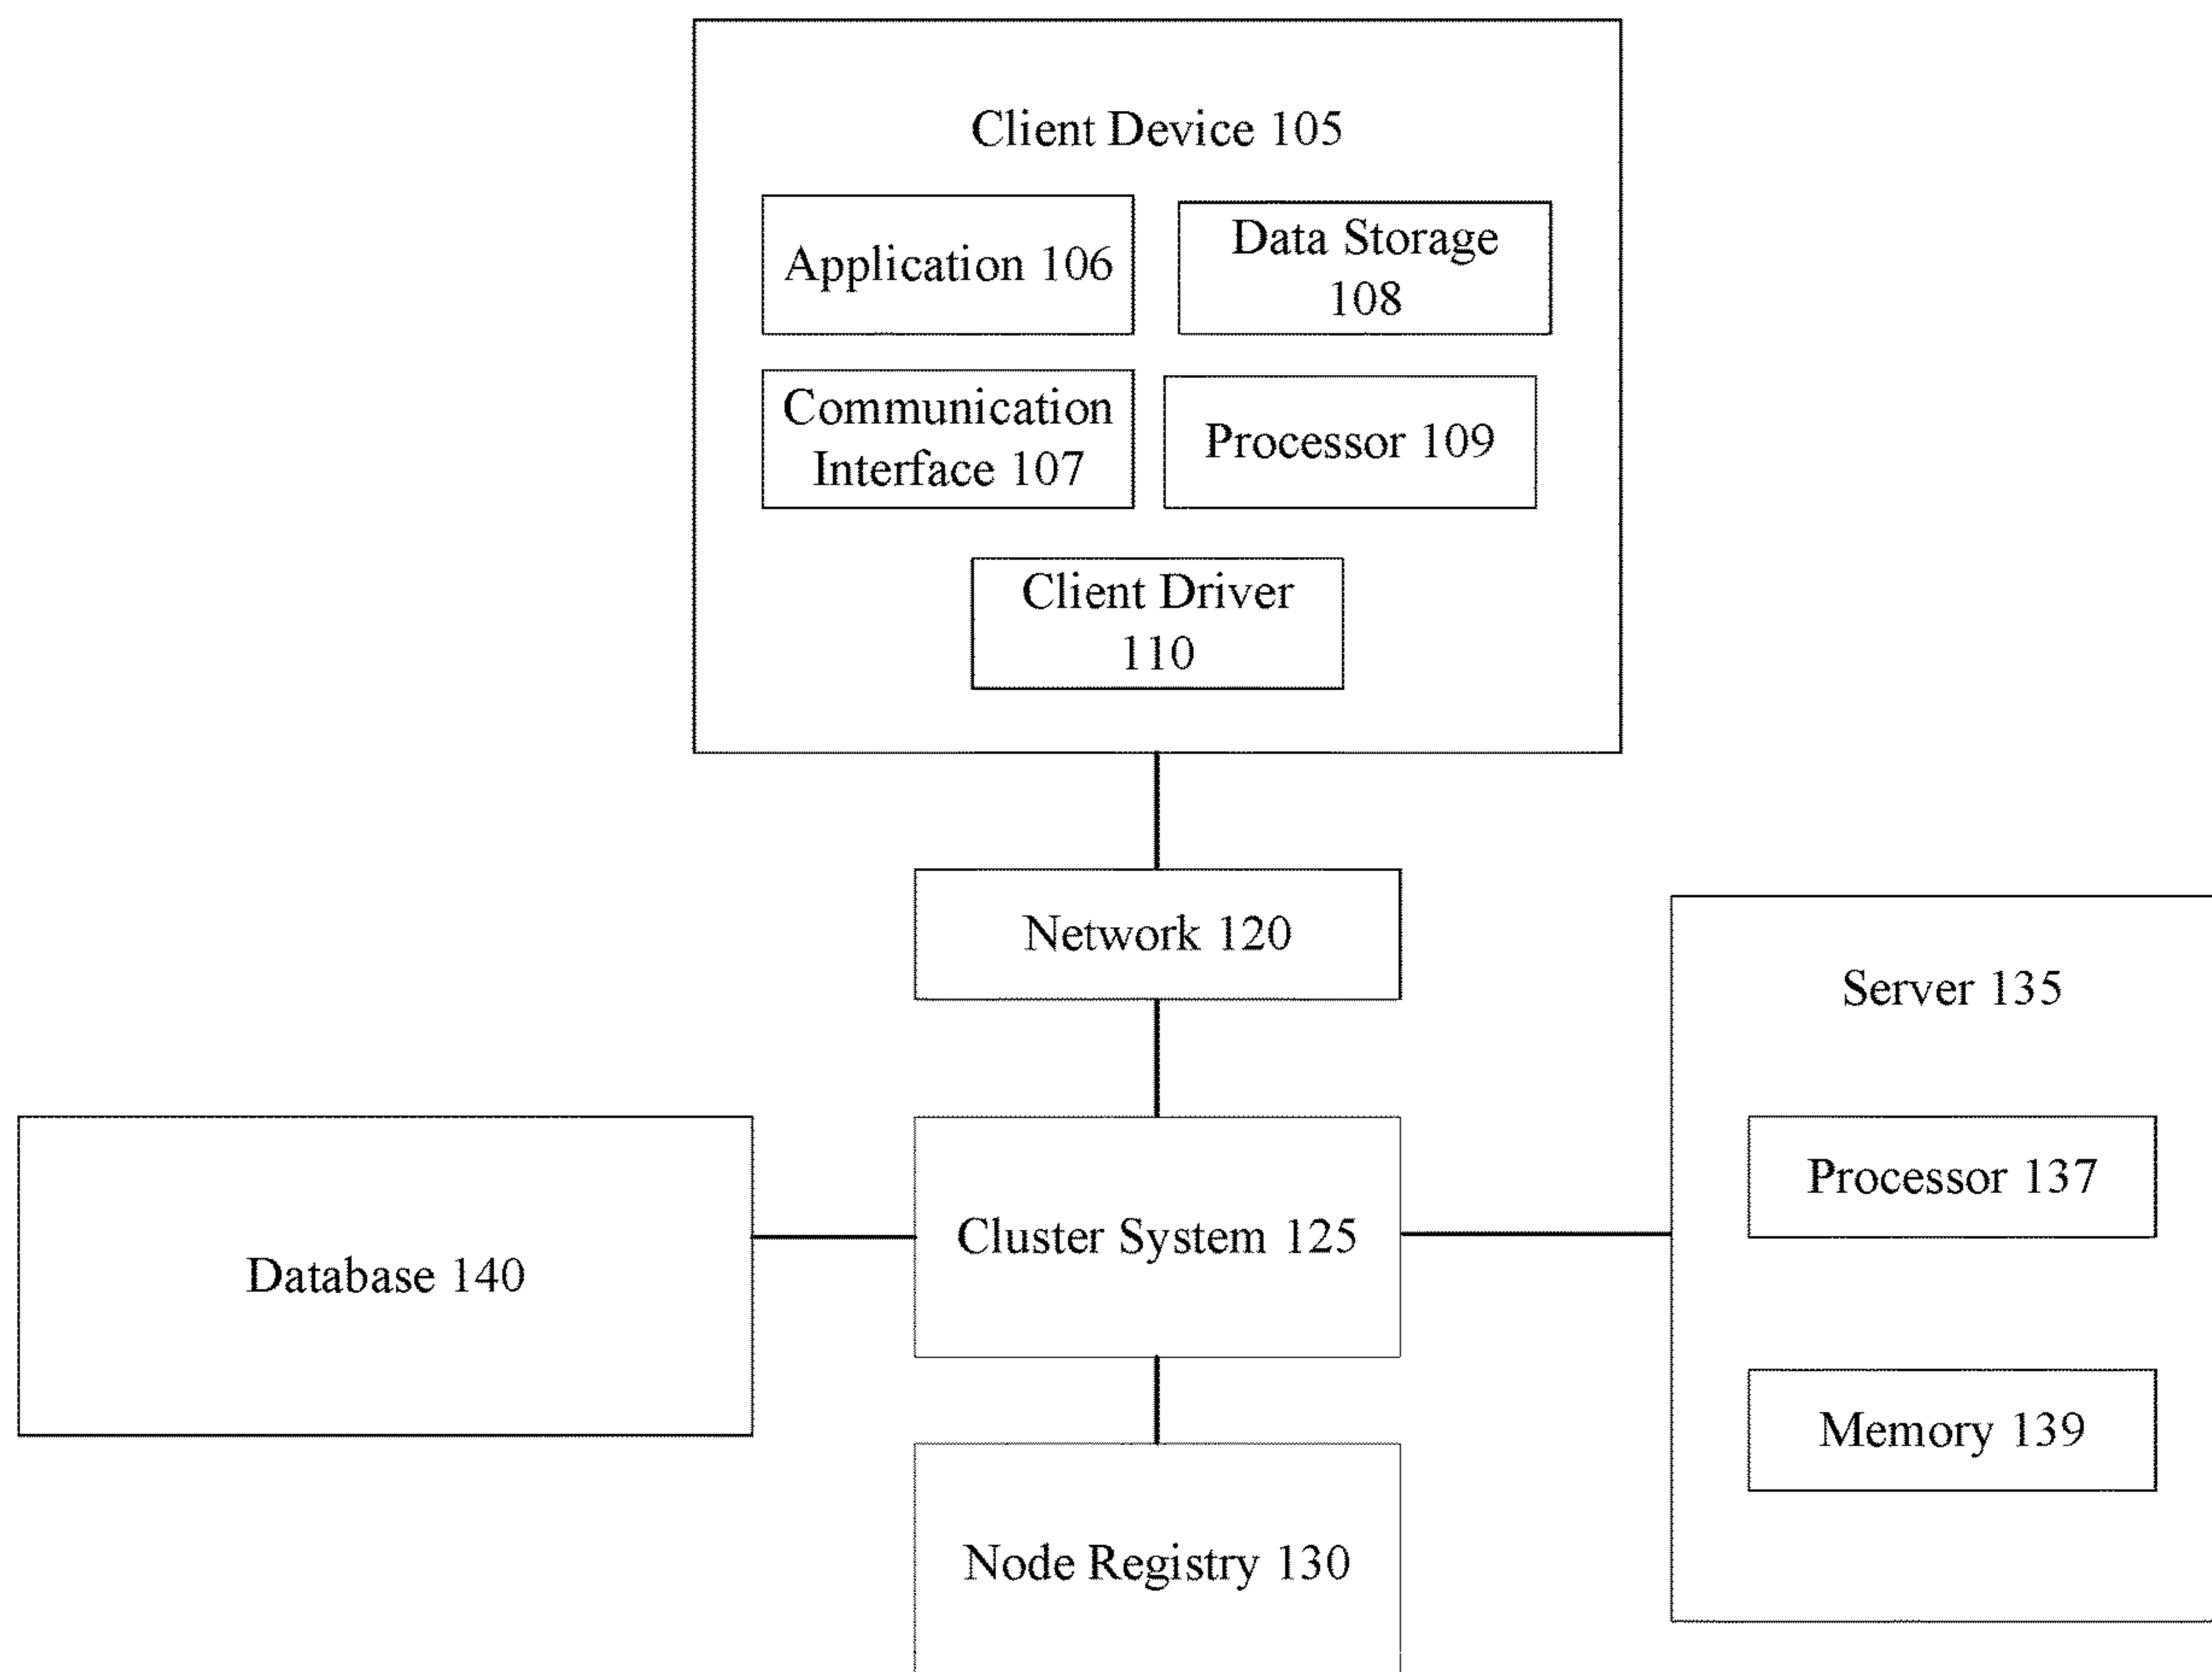 Client Device 105
Application 106
Data Storage
108
Communication
Interface 107
Processor 109
Client Driver
110
Network 120
Server 135
Processor 137
Memory 139
Cluster System 125
Database 140
Node Registry 130